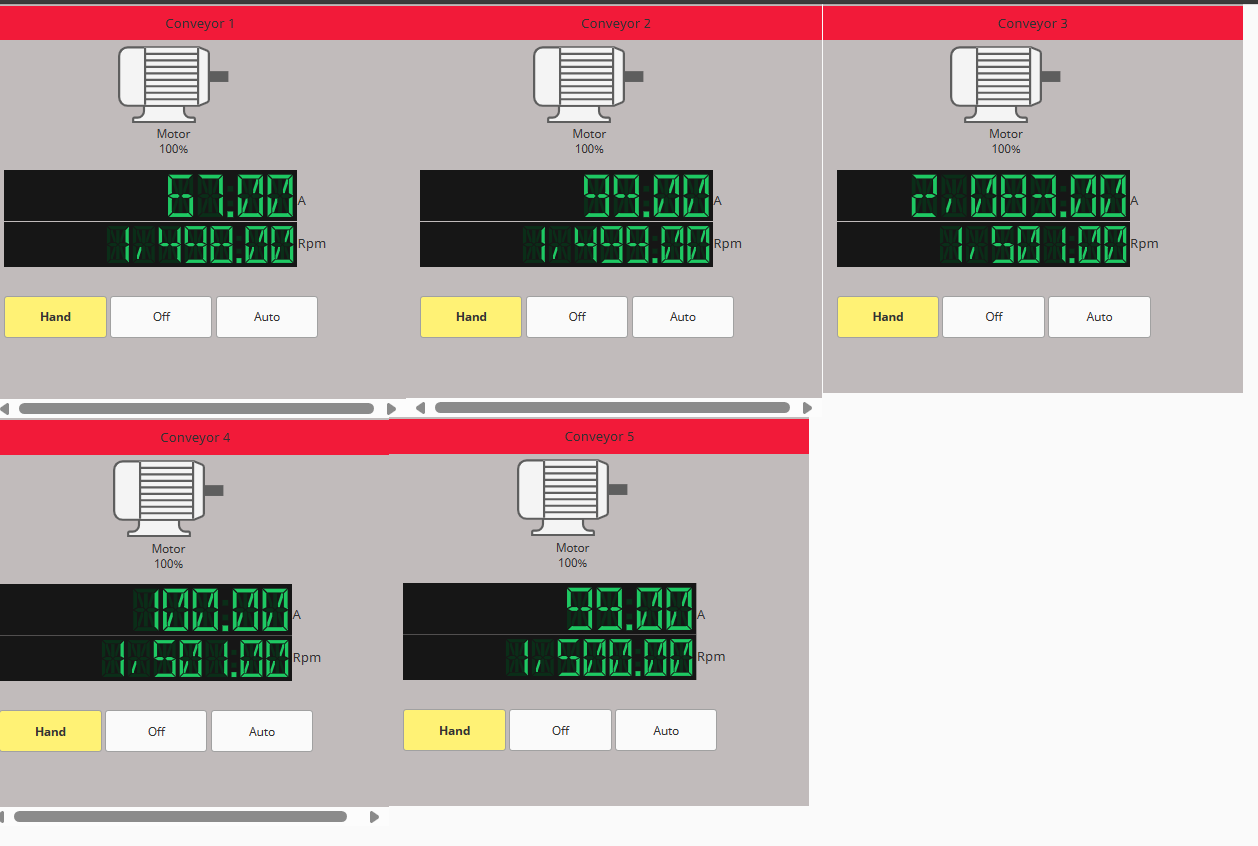 Conveyor 1
Motor
100%
67.00 A
1,498.00 Rpm
Hand Off Auto
Conveyor 2
Motor
100%
99.00 A
1,499.00 Rpm
Hand Off Auto
Conveyor 3
Motor
100%
2,083.00 A
1,501.00 Rpm
Hand Off Auto
Conveyor 4
Motor
100%
100.00 A
1,501.00 Rpm
Hand Off Auto
Conveyor 5
Motor
100%
99.00 A
1,500.00 Rpm
Hand Off Auto